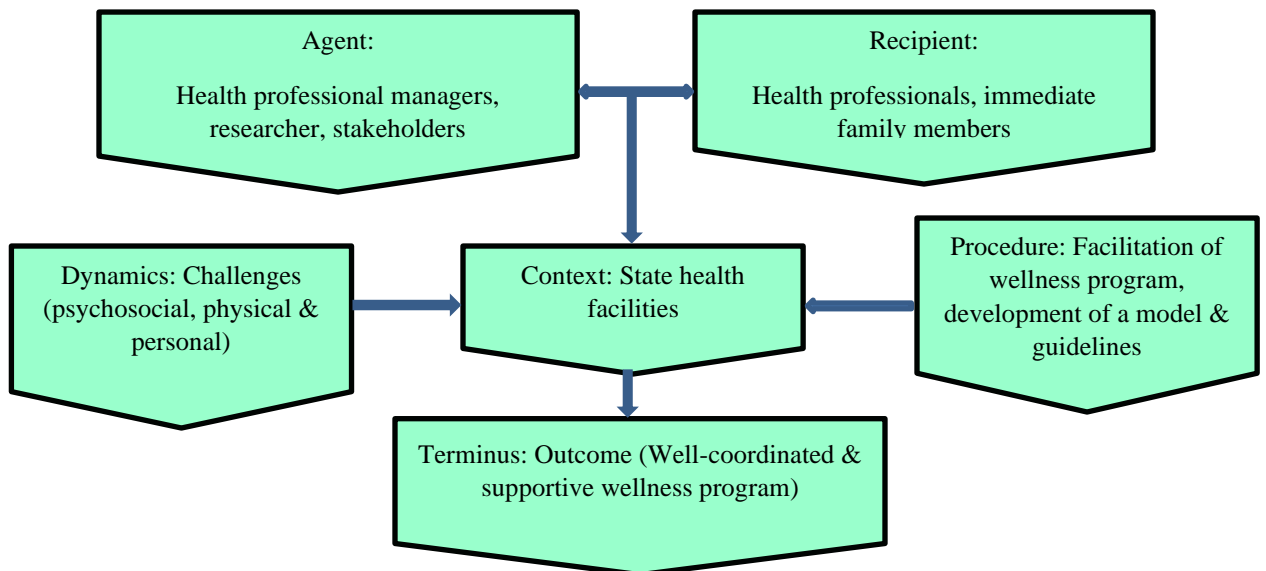 Agent:
Health professional managers,
researcher, stakeholders
Recipient:
Health professionals, immediate
family members
Dynamics: Challenges
(psychosocial, physical &
personal)
Context: State health
facilities
Procedure: Facilitation of
wellness program,
development of a model &
guidelines
Terminus: Outcome (Well-coordinated &
supportive wellness program)